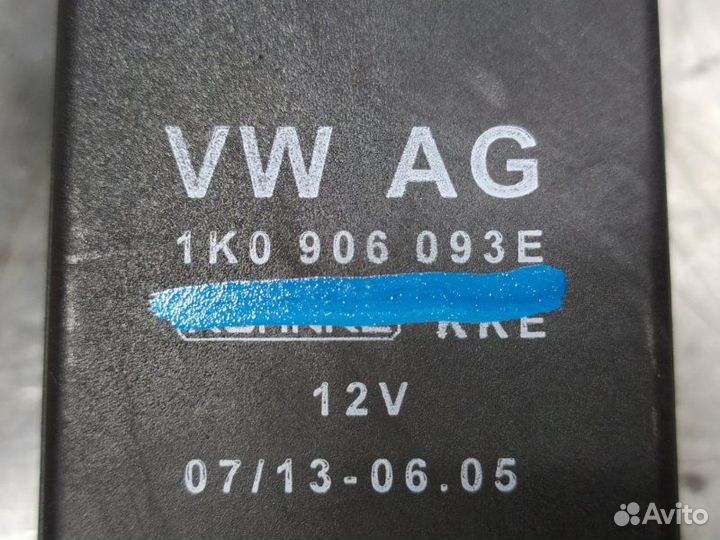 VW AG
1K0 906 093E
KKE
12V
07/13-06.05
Avito